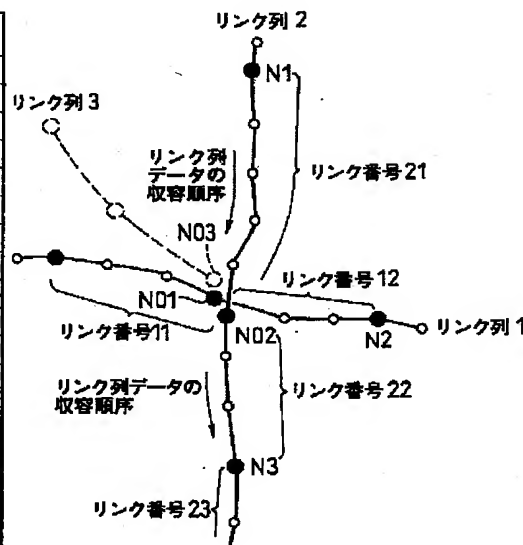 リンク列 2
N1
リンク列 3
リンク列
データの
収容順序
リンク番号21
N03
リンク番号12
N01
リンク番号11
N02
N2
リンク列 1
リンク列データの
収容順序
リンク番号22
N3
リンク番号23